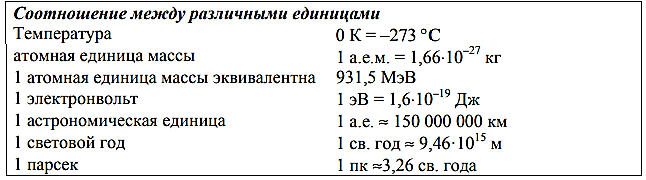 Соотношение между различными единицами
Температура 0 К = –273 °С
атомная единица массы 1 а.е.м. = 1,66·10⁻²⁷ кг
1 атомная единица массы эквивалентна 931,5 МэВ
1 электронвольт 1 эВ = 1,6·10⁻¹⁹ Дж
1 астрономическая единица 1 а.е. ≈ 150 000 000 км
1 световой год 1 св. год ≈ 9,46·10¹⁵ м
1 парсек 1 пк ≈3,26 св. года